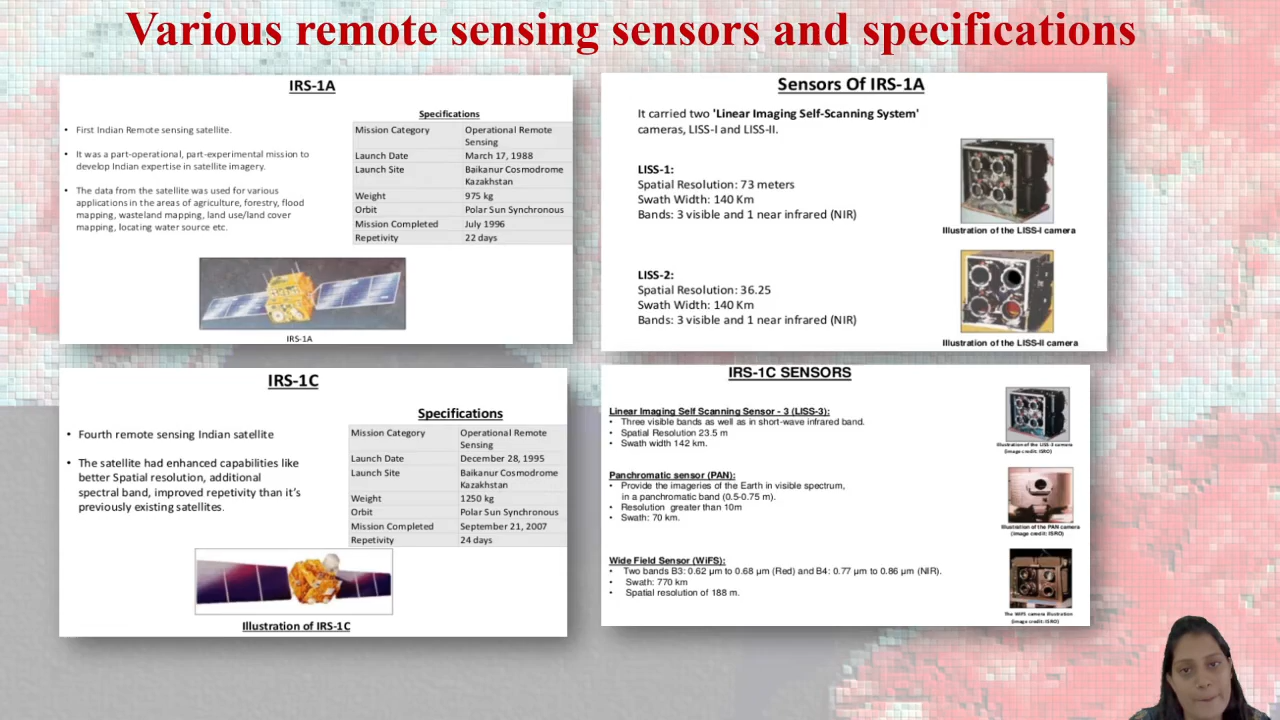 Various remote sensing sensors and specifications
IRS-1A
Specifications
• First Indian Remote sensing satellite.
• It was a part-operational, part-experimental mission to
develop Indian expertise in satellite imagery.
• The data from the satellite was used for various
applications in the areas of agriculture, forestry, flood
mapping, wasteland mapping, land use/land cover
mapping, locating water source etc.
Mission Category Operational Remote
Sensing
Launch Date March 17, 1988
Launch Site Baikanur Cosmodrome
Kazakhstan
Weight 975 kg
Orbit Polar Sun Synchronous
Mission Completed July 1996
Repetivity 22 days
IRS-1A
Sensors Of IRS-1A
It carried two 'Linear Imaging Self-Scanning System'
cameras, LISS-I and LISS-II.
LISS-1:
Spatial Resolution: 73 meters
Swath Width: 140 Km
Bands: 3 visible and 1 near infrared (NIR)
Illustration of the LISS-I camera
LISS-2:
Spatial Resolution: 36.25
Swath Width: 140 Km
Bands: 3 visible and 1 near infrared (NIR)
Illustration of the LISS-II camera
IRS-1C
Specifications
• Fourth remote sensing Indian satellite
• The satellite had enhanced capabilities like
better Spatial resolution, additional
spectral band, improved repetivity than it's
previously existing satellites.
Mission Category Operational Remote
Sensing
Launch Date December 28, 1995
Launch Site Baikanur Cosmodrome
Kazakhstan
Weight 1250 kg
Orbit Polar Sun Synchronous
Mission Completed September 21, 2007
Repetivity 24 days
Illustration of IRS-1C
IRS-1C SENSORS
Linear Imaging Self Scanning Sensor - 3 (LISS-3):
• Three visible bands as well as in short-wave infrared band.
• Spatial Resolution 23.5 m
• Swath width 142 km.
Illustration of the LISS-3 camera
(image credit: ISRO)
Panchromatic sensor (PAN):
• Provide the imageries of the Earth in visible spectrum,
in a panchromatic band (0.5-0.75 m).
• Resolution greater than 10m
• Swath: 70 km.
Illustration of the PAN camera
(image credit: ISRO)
Wide Field Sensor (WiFS):
• Two bands B3: 0.62 µm to 0.68 µm (Red) and B4: 0.77 µm to 0.86 µm (NIR).
• Swath: 770 km
• Spatial resolution of 188 m.
The WiFS camera illustration
(image credit: ISRO)